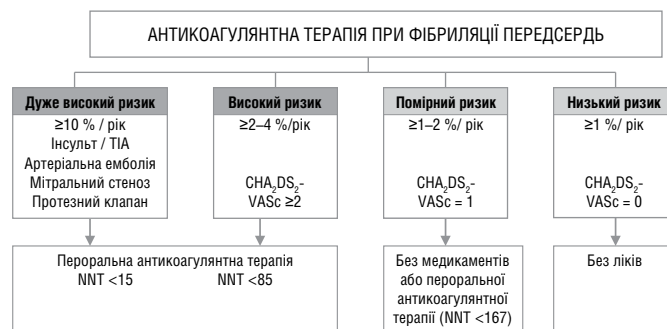 АНТИКОАГУЛЯНТНА ТЕРАПІЯ ПРИ ФІБРИЛЯЦІЇ ПЕРЕДСЕРДЬ
Дуже високий ризик
≥10 % / рік
Інсульт / ТІА
Артеріальна емболія
Мітральний стеноз
Протезний клапан
Високий ризик
≥2–4 %/рік
CHA₂DS₂-
VASc ≥2
Помірний ризик
≥1–2 %/ рік
CHA₂DS₂-
VASc = 1
Низький ризик
≥1 %/ рік
CHA₂DS₂-
VASc = 0
Пероральна антикоагулянтна терапія
NNT <15 NNT <85
Без медикаментів
або пероральної
антикоагулянтної
терапії (NNT <167)
Без ліків